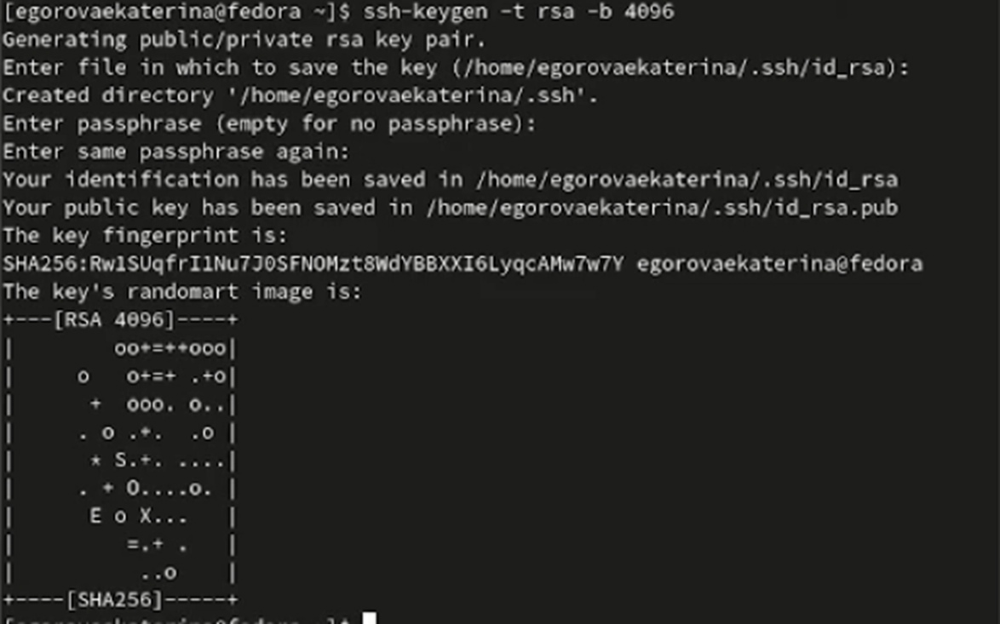 [egorovaekaterina@fedora ~]$ ssh-keygen -t rsa -b 4096
Generating public/private rsa key pair.
Enter file in which to save the key (/home/egorovaekaterina/.ssh/id_rsa):
Created directory '/home/egorovaekaterina/.ssh'.
Enter passphrase (empty for no passphrase):
Enter same passphrase again:
Your identification has been saved in /home/egorovaekaterina/.ssh/id_rsa
Your public key has been saved in /home/egorovaekaterina/.ssh/id_rsa.pub
The key fingerprint is:
SHA256:RwlSUqfrI1Nu7J0SFNOMzt8WdYBBXXI6LyqcAMw7w7Y egorovaekaterina@fedora
The key's randomart image is:
+---[RSA 4096]----+
|        oo+=++ooo|
|     o   o+=+ .+o|
|      +  ooo. o..|
|     . o .+.  .o |
|      * S.+. ....|
|     . + O....o. |
|      E o X...   |
|         =.+ .   |
|          ..o    |
+----[SHA256]-----+
[egorovaekaterina@fedora ~]$